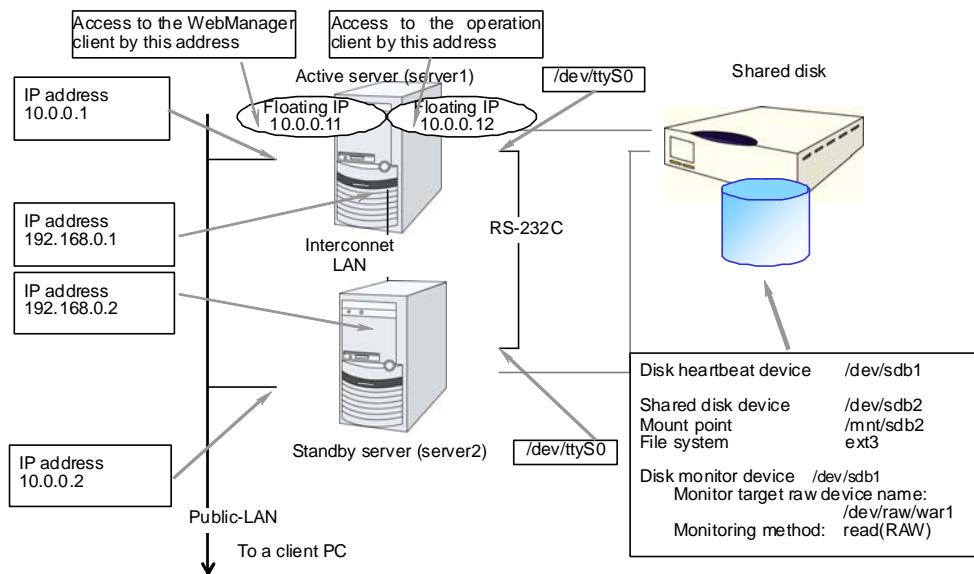 Access to the WebManager
client by this address
Access to the operation
client by this address
Active server (server1)
/dev/ttyS0
Shared disk
IP address
10.0.0.1
Floating IP
10.0.0.11
Floating IP
10.0.0.12
IP address
192.168.0.1
Interconnet
LAN
RS-232C
IP address
192.168.0.2
Disk heartbeat device /dev/sdb1
Shared disk device /dev/sdb2
Mount point /mnt/sdb2
File system ext3
Disk monitor device /dev/sdb1
Monitor target raw device name:
/dev/raw/war1
Monitoring method: read(RAW)
Standby server (server2)
/dev/ttyS0
IP address
10.0.0.2
Public-LAN
To a client PC